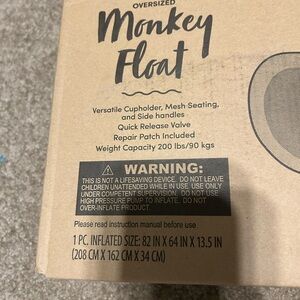 OVERSIZED
Monkey
Float
Versatile Cupholder, Mesh Seating,
and Side handles
Quick Release Valve
Repair Patch Included
Weight Capacity 200 lbs/90 kgs
WARNING:
THIS IS NOT A LIFESAVING DEVICE. DO NOT LEAVE
CHILDREN UNATTENDED WHILE IN USE. USE ONLY
UNDER COMPETENT SUPERVISION. DO NOT USE
HIGH PRESSURE PUMP TO INFLATE. DO NOT
OVER-INFLATE PRODUCT.
Please read instruction manual before use
1 PC. INFLATED SIZE: 82 IN X 64 IN X 13.5 IN
(208 CM X 162 CM X 34 CM)